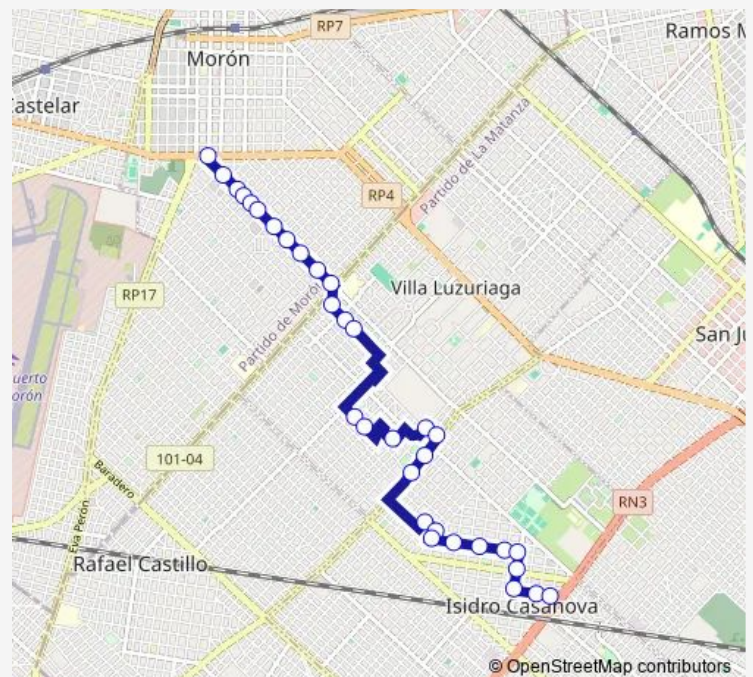 RP7
Ramos M
Morón
astelar
Partido de La Matanza
RP4
Villa Luzuriaga
RP17
Partido de Morón
San Ju
uerto
orón
101-04
Baradero
RN3
Eva Perón
Rafael Castillo
Isidro Casanova
© OpenStreetMap contributors